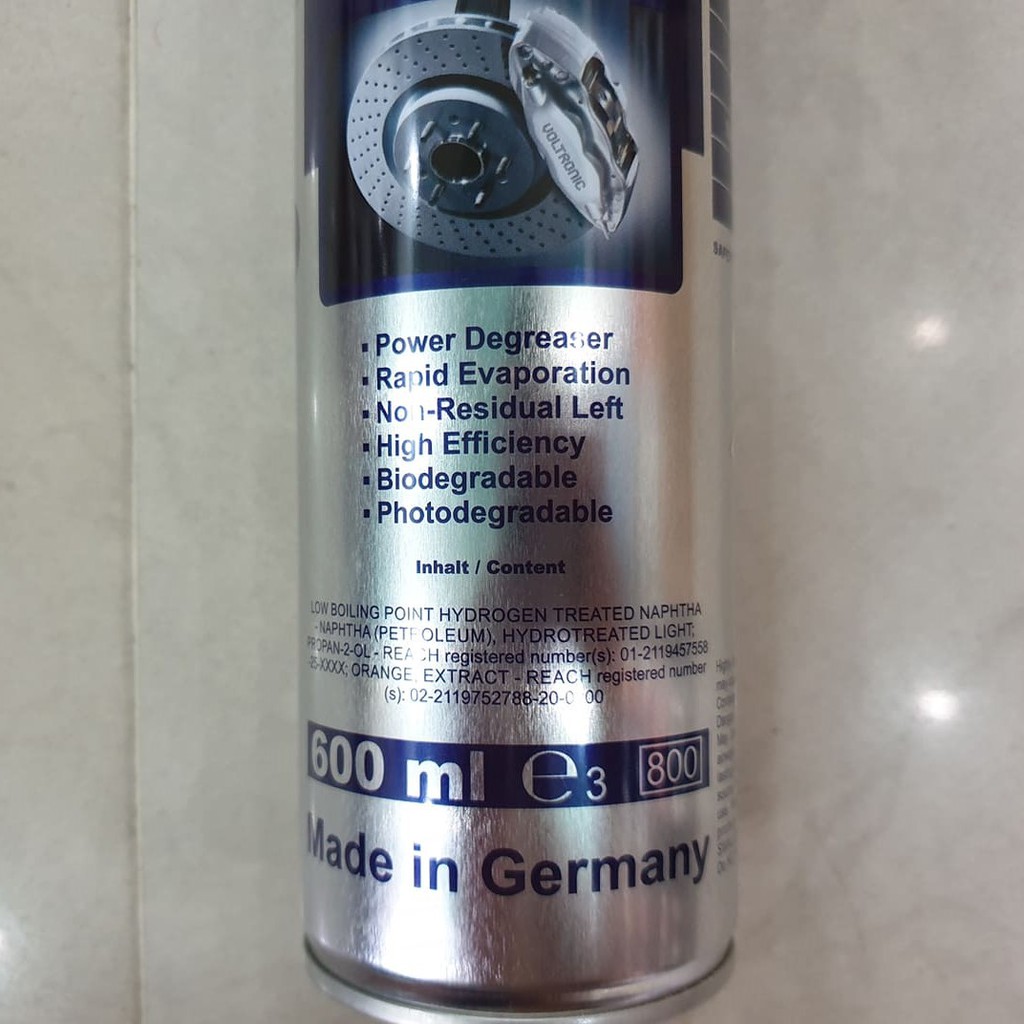 VOLTRONIC
▪ Power Degreaser
▪ Rapid Evaporation
▪ Non-Residual Left
▪ High Efficiency
▪ Biodegradable
▪ Photodegradable
Inhalt / Content
LOW BOILING POINT HYDROGEN TREATED NAPHTHA
- NAPHTHA (PETROLEUM), HYDROTREATED LIGHT;
PROPAN-2-OL - REACH registered number(s): 01-2119457558
-25-XXXX; ORANGE, EXTRACT - REACH registered number
(s):
600 ml e3 800
Made in Germany